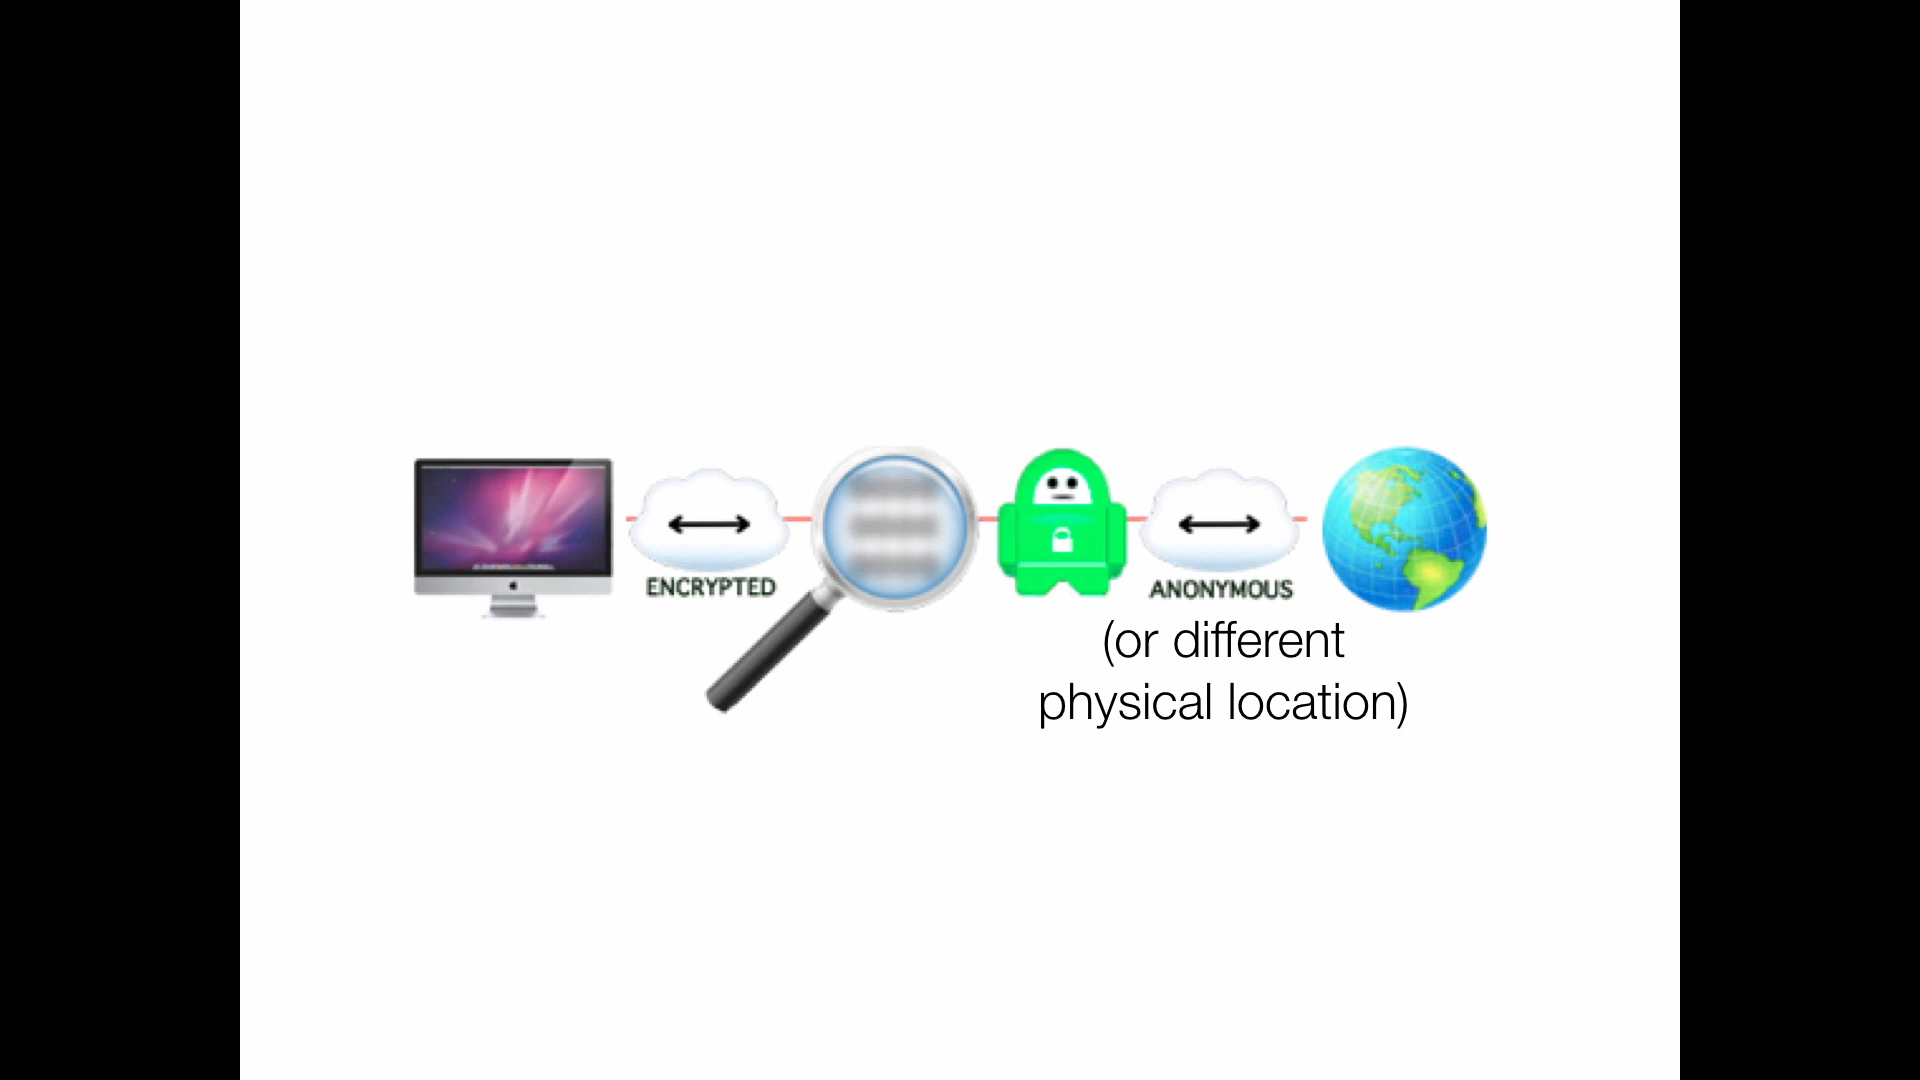 ENCRYPTED
ANONYMOUS
(or different
physical location)